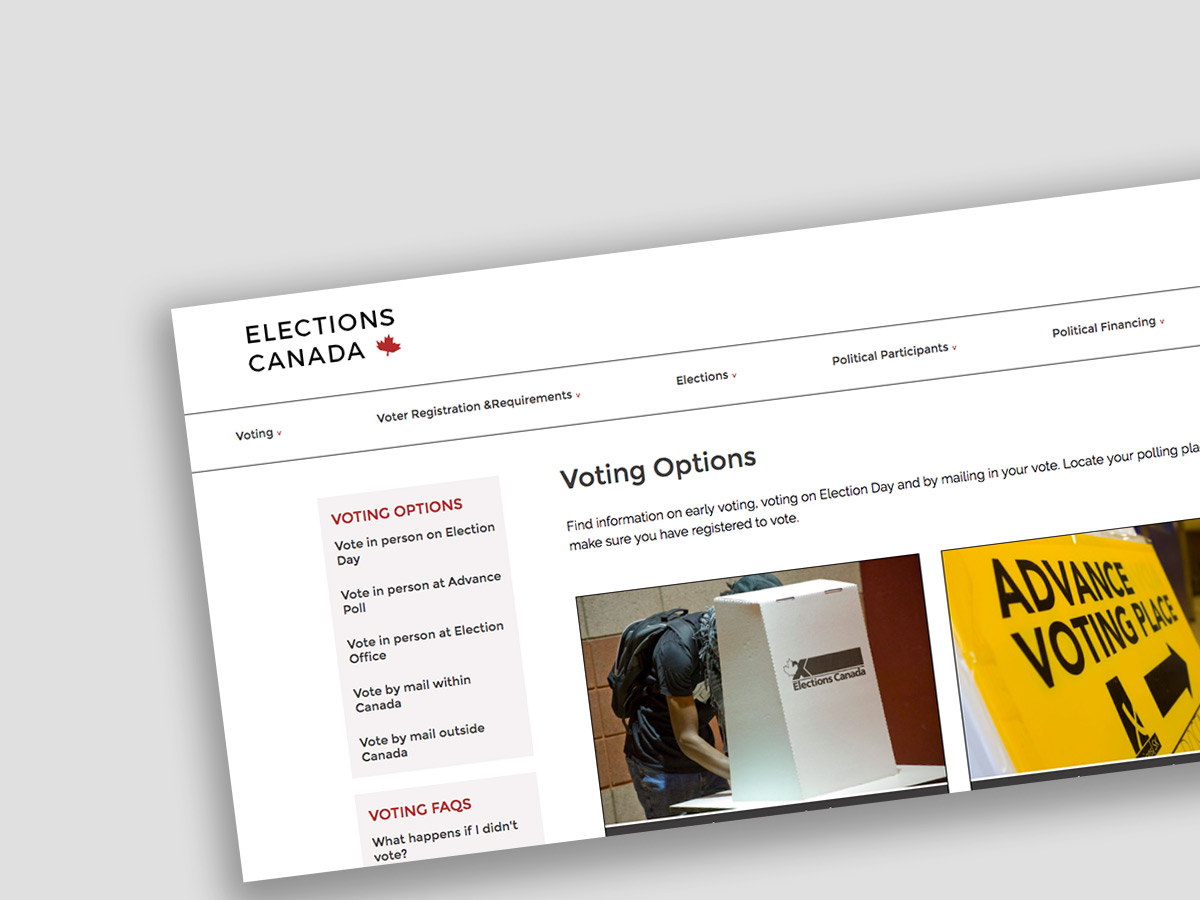 ELECTIONS
CANADA
Voting v
Voter Registration &Requirements v
Elections v
Political Participants v
Political Financing v
VOTING OPTIONS
Vote in person on Election
Day
Vote in person at Advance
Poll
Vote in person at Election
Office
Vote by mail within
Canada
Vote by mail outside
Canada
VOTING FAQS
What happens if I didn't
vote?
Voting Options
Find information on early voting, voting on Election Day and by mailing in your vote. Locate your polling pla
make sure you have registered to vote.
Elections Canada
ADVANCE
VOTING PLACE